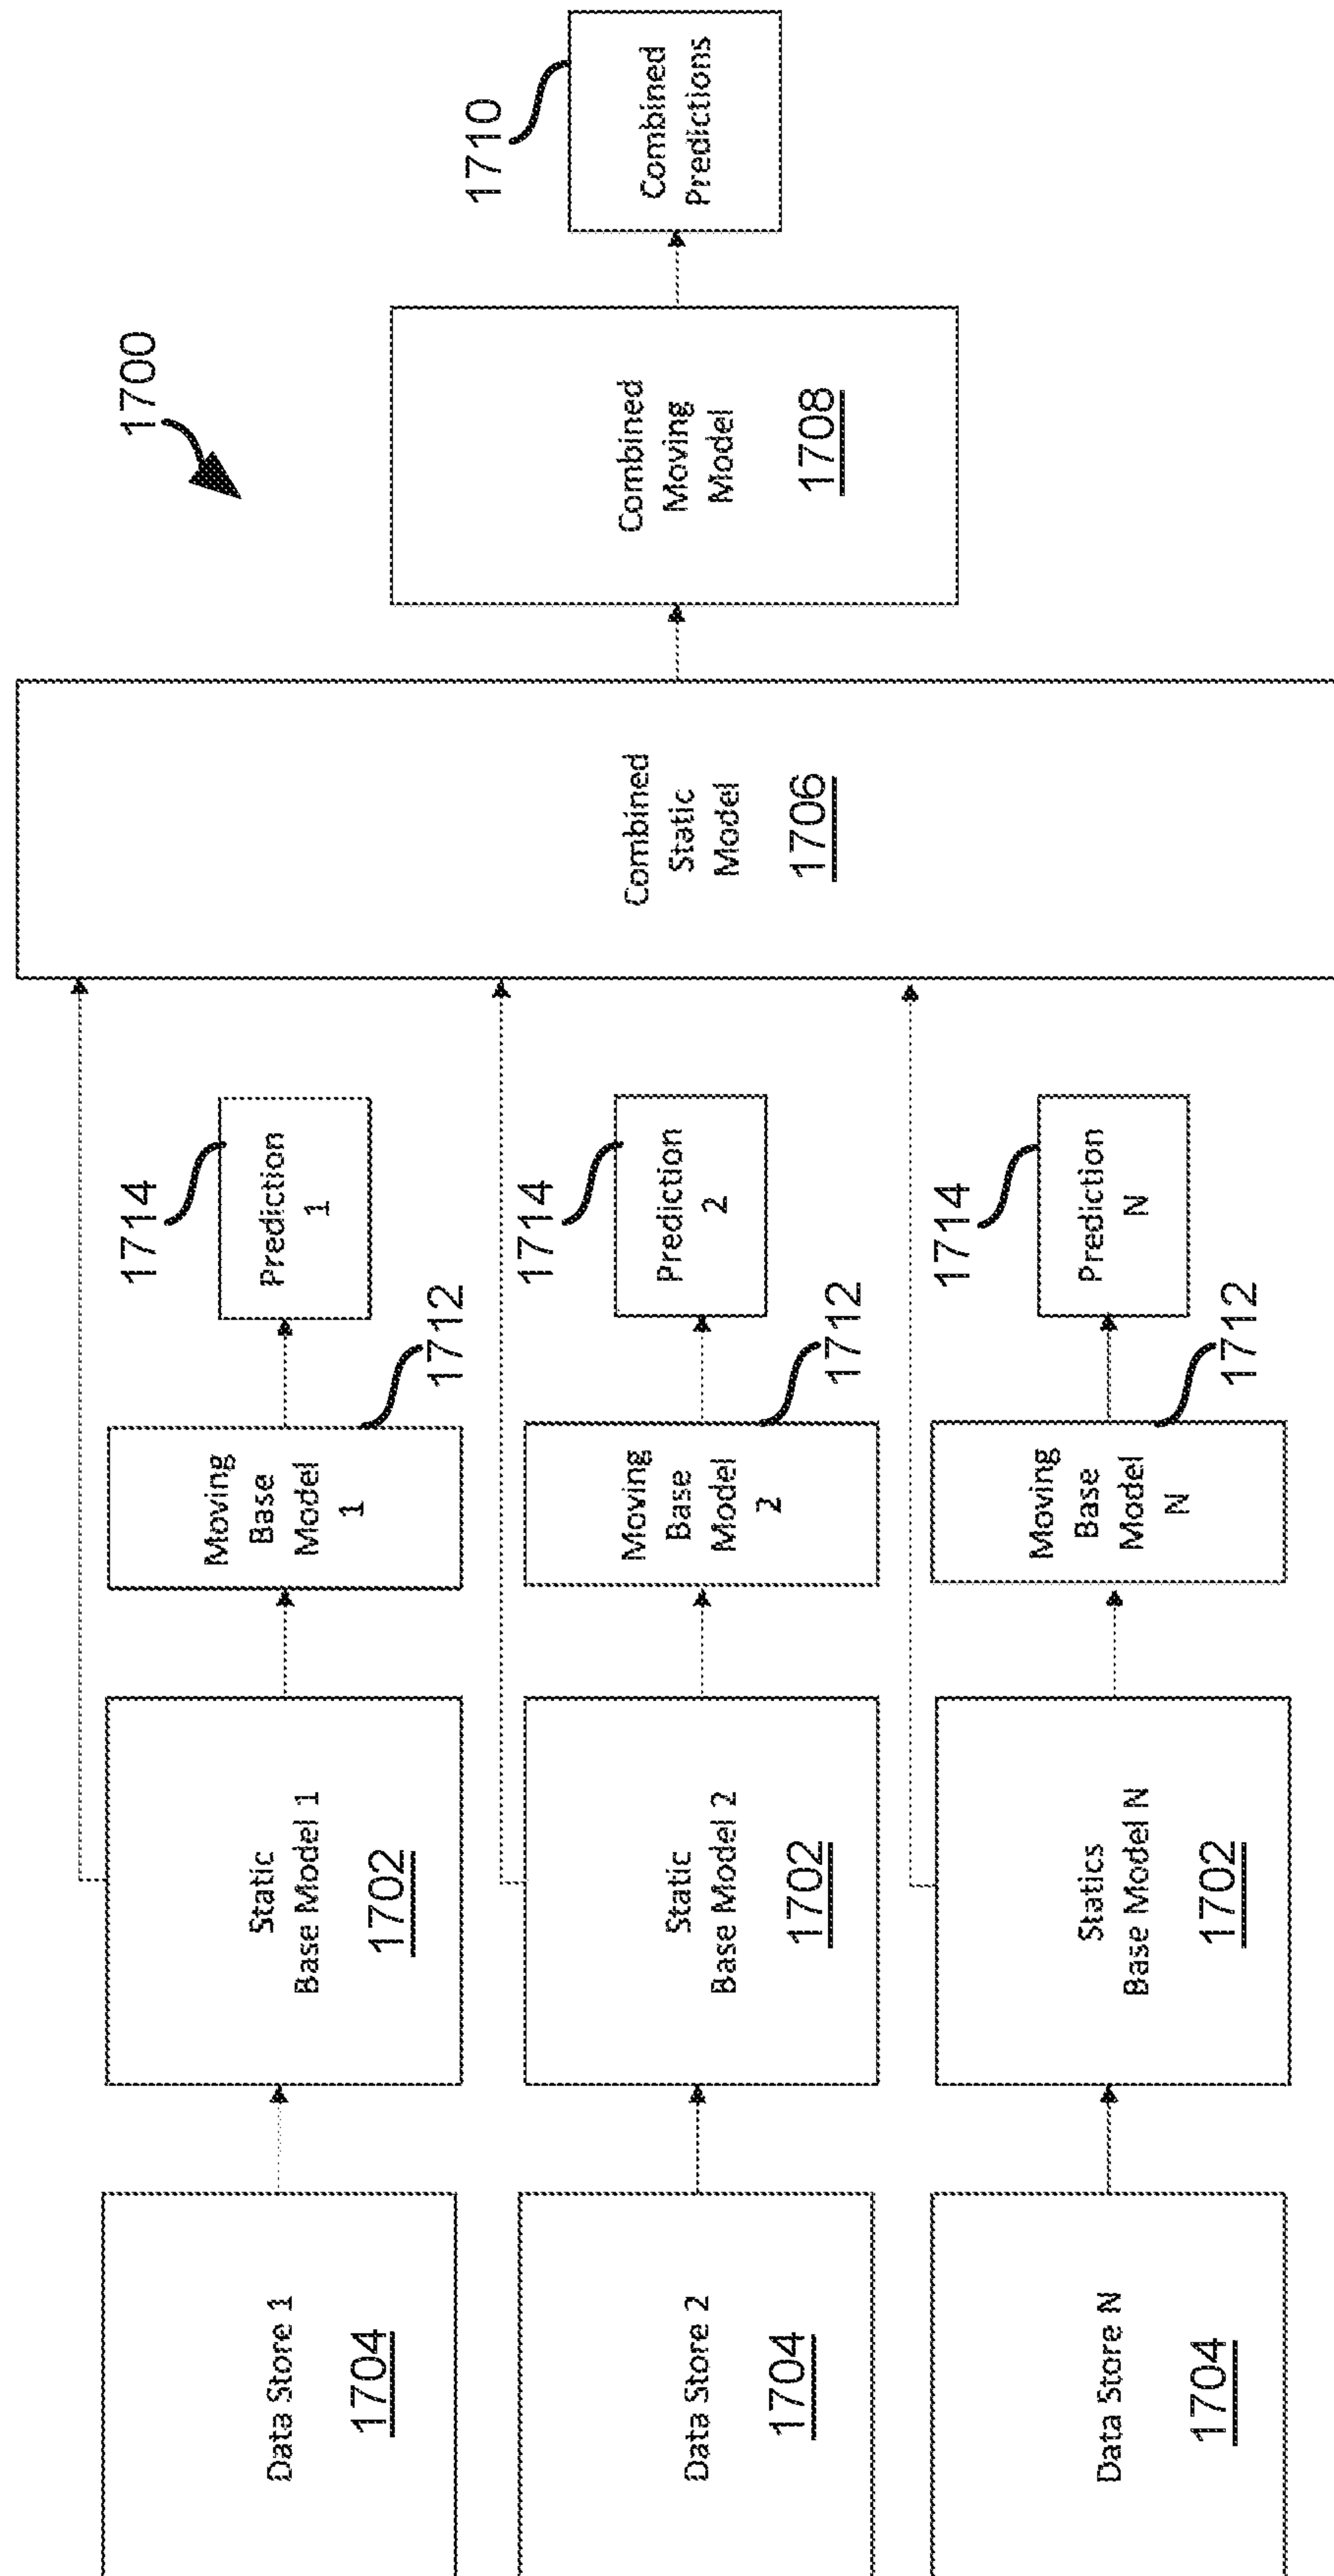 1700
Data Store 1
1704
Static
Base Model 1
1702
Moving
Base
Model
1
1712
Prediction
1
1714
Data Store 2
1704
Static
Base Model 2
1702
Moving
Base
Model
2
1712
Prediction
2
1714
Data Store N
1704
Statics
Base Model N
1702
Moving
Base
Model
N
1712
Prediction
N
1714
Combined
Static
Model
1706
Combined
Moving
Model
1708
Combined
Predictions
1710